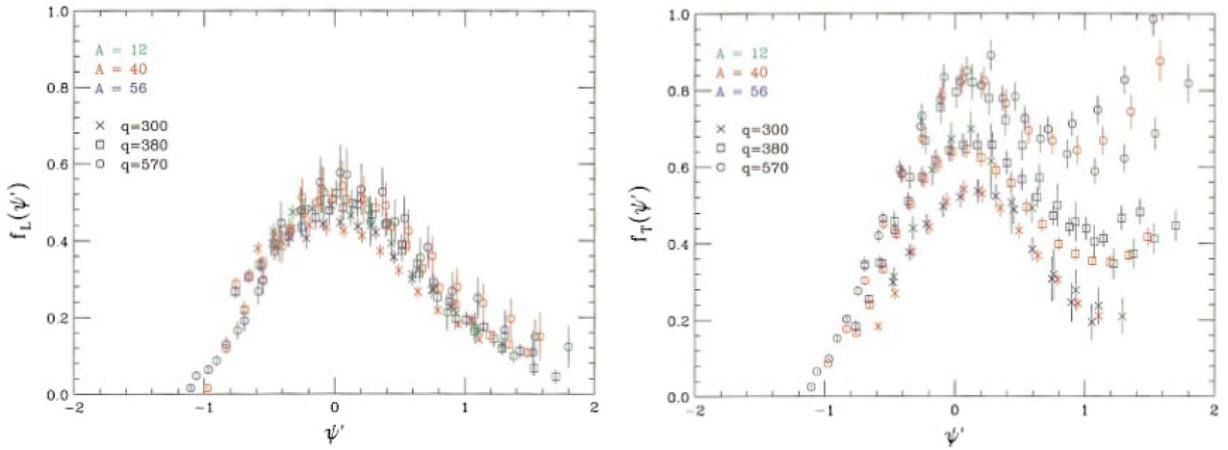 1.0
0.8
0.6
0.4
0.2
0.0
f_L(ψ')
A = 12
A = 40
A = 56
× q=300
□ q=380
○ q=570
-2 -1 0 1 2
ψ'
1.0
0.8
0.6
0.4
0.2
0.0
f_T(ψ')
A = 12
A = 40
A = 56
× q=300
□ q=380
○ q=570
-2 -1 0 1 2
ψ'